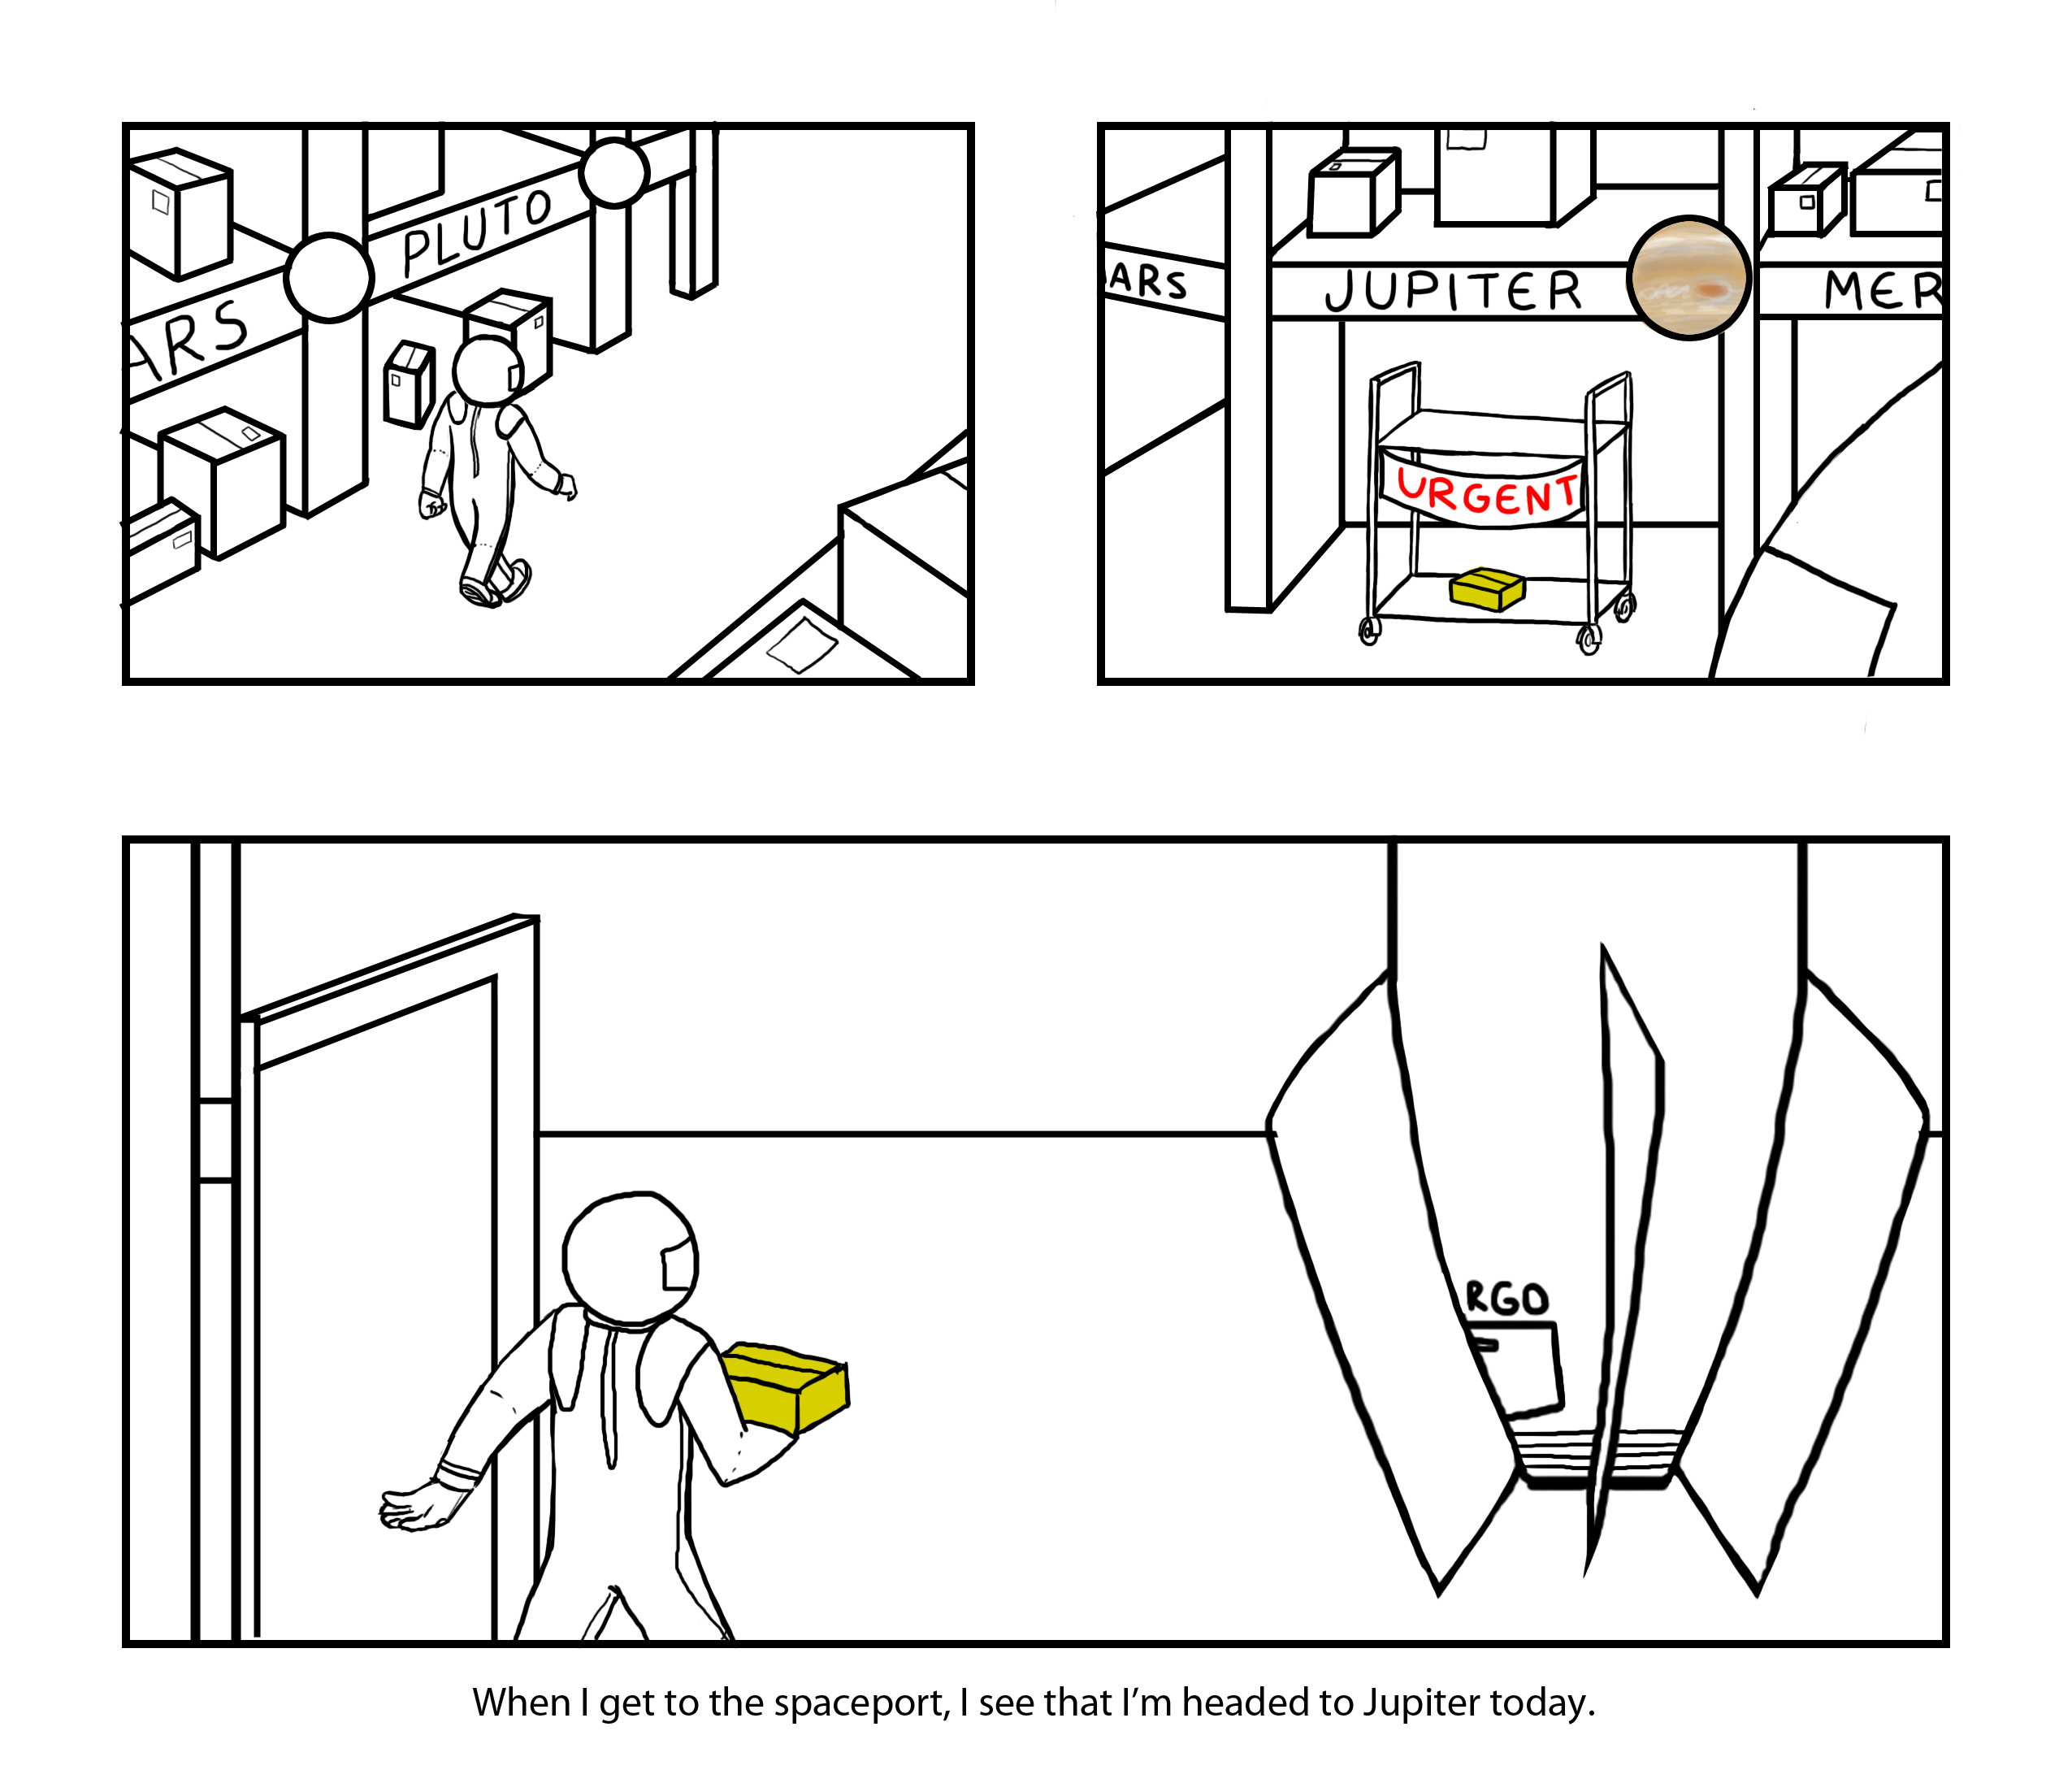 ARS
PLUTO
ARS
JUPITER
MER
URGENT
RGO
When I get to the spaceport, I see that I’m headed to Jupiter today.